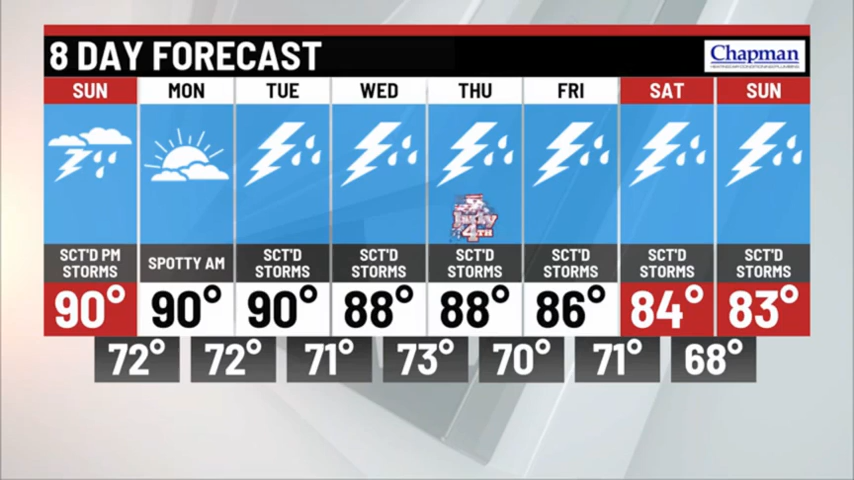 8 DAY FORECAST
Chapman
SUN MON TUE WED THU FRI SAT SUN
4TH
SCT'D PM STORMS
SPOTTY AM
SCT'D STORMS
SCT'D STORMS
SCT'D STORMS
SCT'D STORMS
SCT'D STORMS
SCT'D STORMS
90° 90° 90° 88° 88° 86° 84° 83°
72° 72° 71° 73° 70° 71° 68°